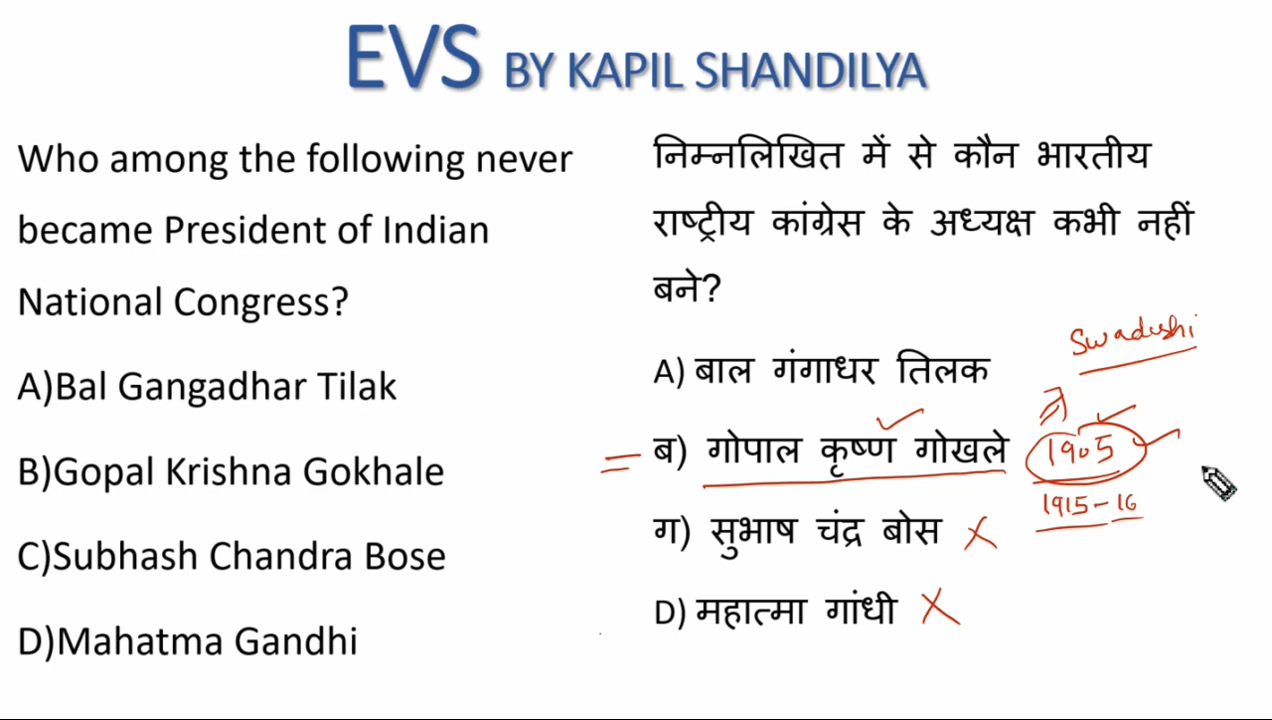 EVS BY KAPIL SHANDILYA
Who among the following never
became President of Indian
National Congress?
A)Bal Gangadhar Tilak
B)Gopal Krishna Gokhale
C)Subhash Chandra Bose
D)Mahatma Gandhi
निम्नलिखित में से कौन भारतीय
राष्ट्रीय कांग्रेस के अध्यक्ष कभी नहीं
बने?
A) बाल गंगाधर तिलक
ब) गोपाल कृष्ण गोखले
ग) सुभाष चंद्र बोस
D) महात्मा गांधी
Swadeshi
1905
1915-16